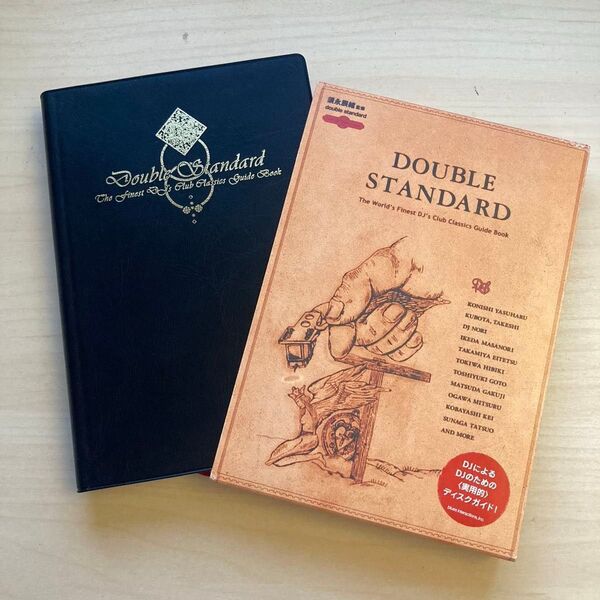 Double Standard
The Finest DJ's Club Classics Guide Book
須永辰緒 監修
double standard
DOUBLE
STANDARD
The World's Finest DJ's Club Classics Guide Book
KONISHI YASUHARU
KUBOTA, TAKESHI
DJ NORI
IKEDA MASANORI
TAKAMIYA EITETSU
TOKIWA HIBIKI
TOSHIYUKI GOTO
MATSUDA GAKUJI
OGAWA MITSURU
KOBAYASHI KEI
SUNAGA TATSUO
AND MORE
DJによる
DJのための
〈実用的〉
ディスクガイド!
blues interactions, inc.